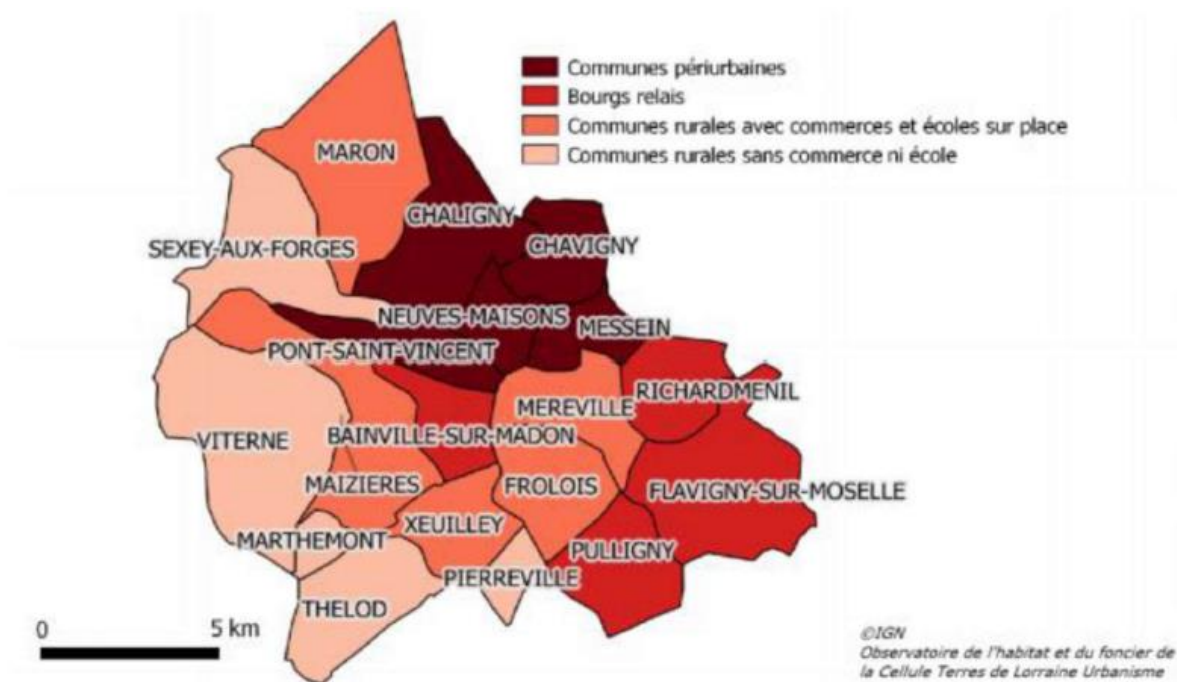 Communes périurbaines
Bourgs relais
Communes rurales avec commerces et écoles sur place
Communes rurales sans commerce ni école
MARON
CHALIGNY
CHAVIGNY
SEXEY-AUX-FORGES
NEUVES-MAISONS
MESSEIN
PONT-SAINT-VINCENT
RICHARDMENIL
MEREVILLE
VITERNE
BAINVILLE-SUR-MADON
MAIZIERES
FROLOIS
FLAVIGNY-SUR-MOSELLE
XEUILLEY
MARTHEMONT
PULLIGNY
PIERREVILLE
THELOD
0 5 km
©IGN
Observatoire de l'habitat et du foncier de
la Cellule Terres de Lorraine Urbanisme